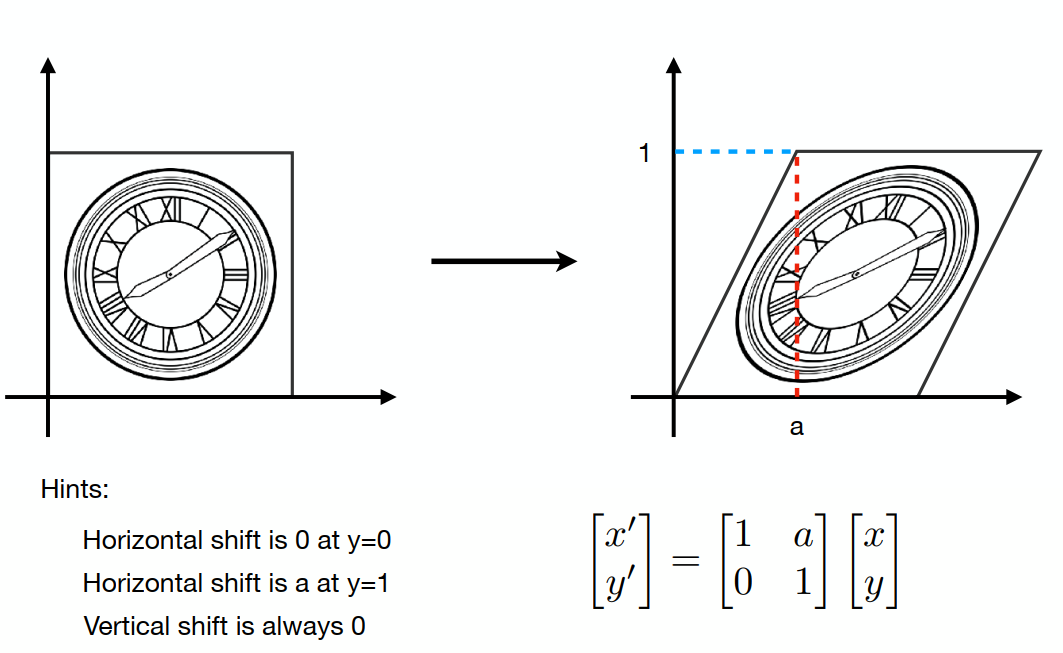 1
a
Hints:
Horizontal shift is 0 at y=0
Horizontal shift is a at y=1
Vertical shift is always 0
[x′ y′] = [1 a 0 1] [x y]